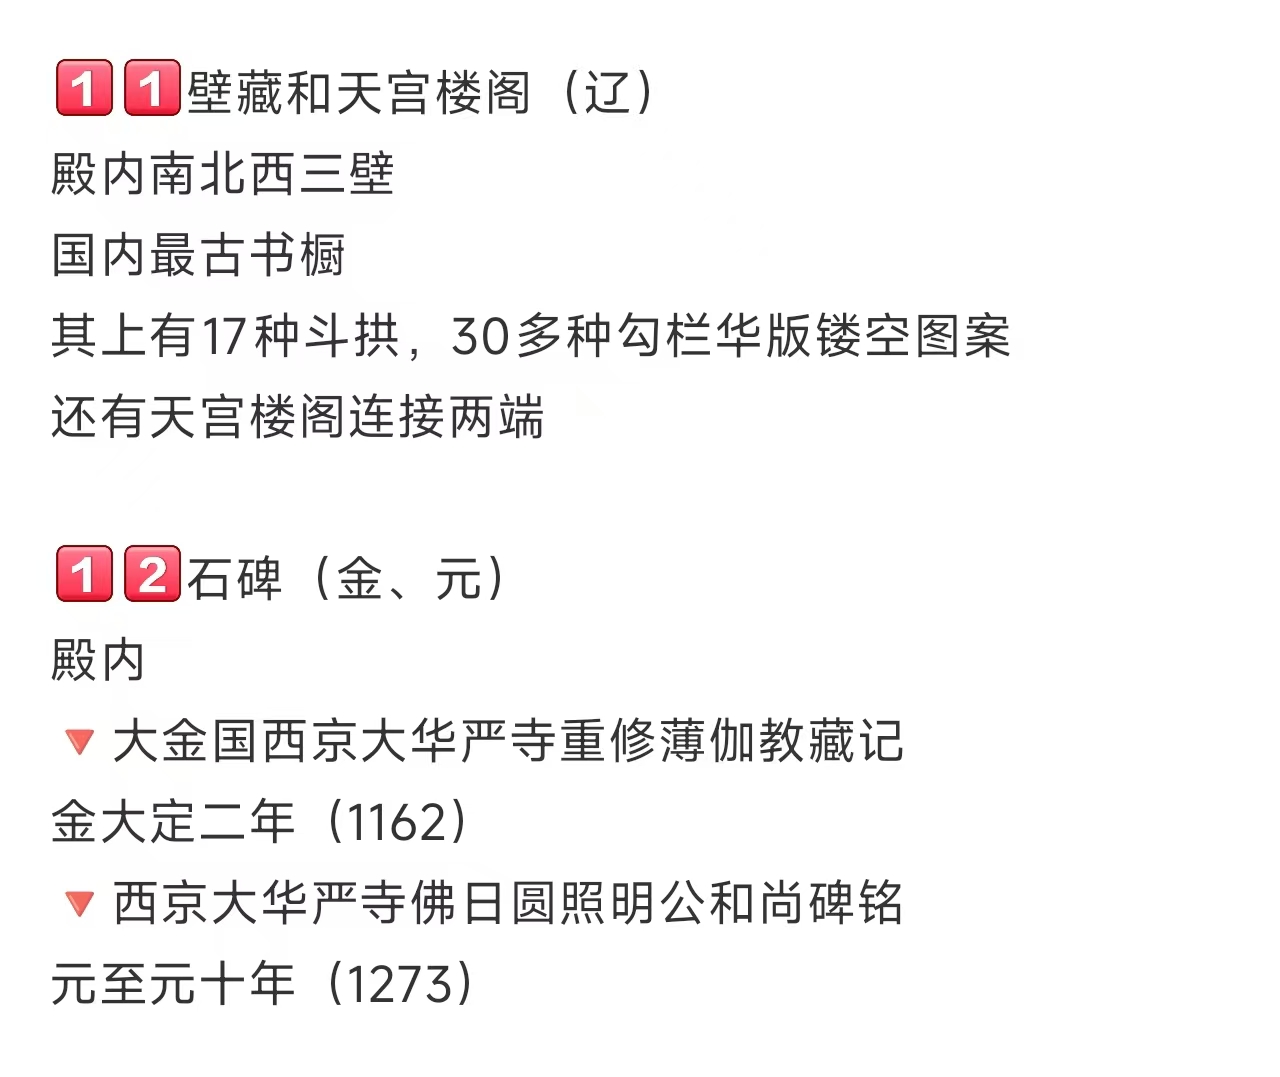 1️⃣1️⃣壁藏和天宫楼阁（辽）
殿内南北西三壁
国内最古书橱
其上有17种斗拱，30多种勾栏华版镂空图案
还有天宫楼阁连接两端
1️⃣2️⃣石碑（金、元）
殿内
🔻大金国西京大华严寺重修薄伽教藏记
金大定二年（1162）
🔻西京大华严寺佛日圆照明公和尚碑铭
元至元十年（1273）